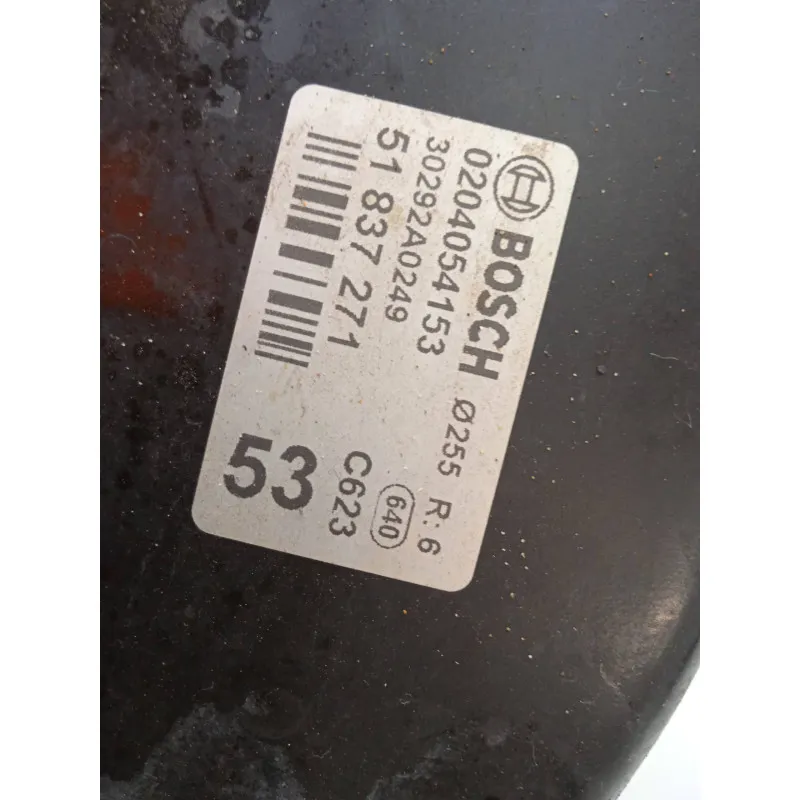 BOSCH Ø255 R:6
0204054153
30292A0249
51 837 271
C623 640
53